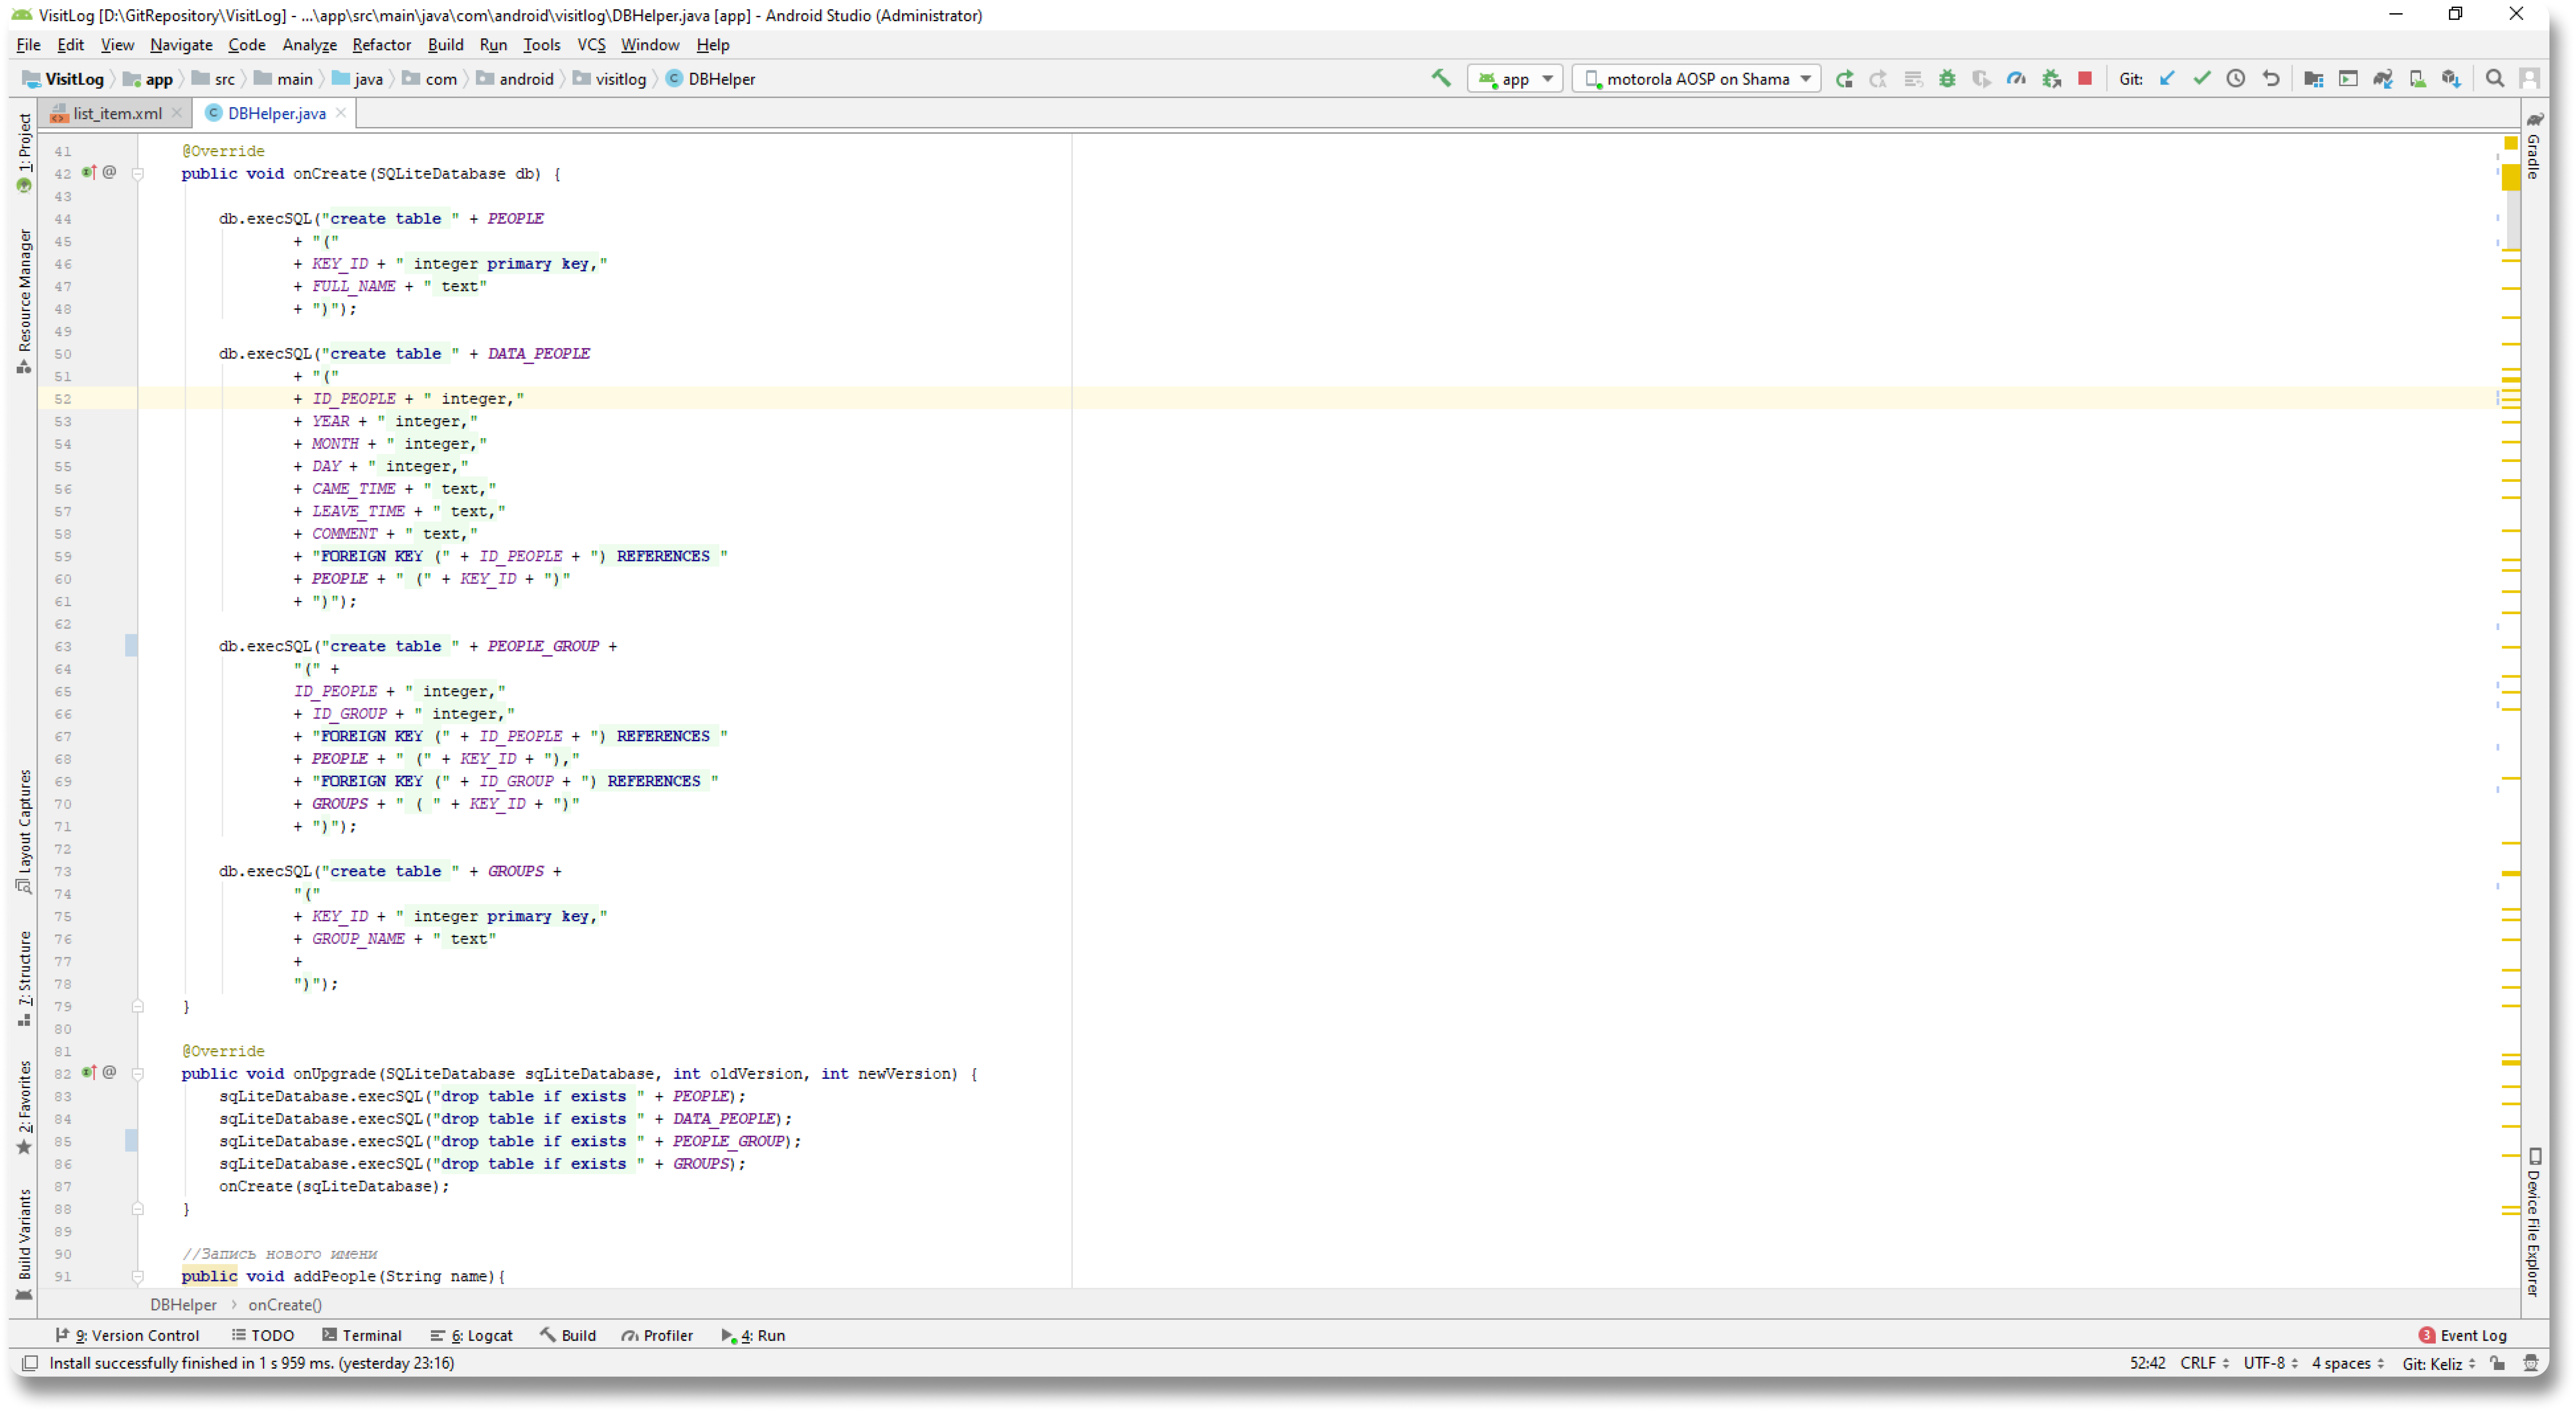 VisitLog [D:\GitRepository\VisitLog] - ...\app\src\main\java\com\android\visitlog\DBHelper.java [app] - Android Studio (Administrator)
File Edit View Navigate Code Analyze Refactor Build Run Tools VCS Window Help
VisitLog app src main java com android visitlog DBHelper app motorola AOSP on Shama Git:
list_item.xml DBHelper.java
1: Project
Resource Manager
Layout Captures
7: Structure
2: Favorites
Build Variants
Gradle
Device File Explorer
41 @Override
42 @ public void onCreate(SQLiteDatabase db) {
43
44 db.execSQL("create table " + PEOPLE
45 + "("
46 + KEY_ID + " integer primary key,"
47 + FULL_NAME + " text"
48 + ")");
49
50 db.execSQL("create table " + DATA_PEOPLE
51 + "("
52 + ID_PEOPLE + " integer,"
53 + YEAR + " integer,"
54 + MONTH + " integer,"
55 + DAY + " integer,"
56 + CAME_TIME + " text,"
57 + LEAVE_TIME + " text,"
58 + COMMENT + " text,"
59 + "FOREIGN KEY (" + ID_PEOPLE + ") REFERENCES "
60 + PEOPLE + " (" + KEY_ID + ")"
61 + ")");
62
63 db.execSQL("create table " + PEOPLE_GROUP +
64 "(" +
65 ID_PEOPLE + " integer,"
66 + ID_GROUP + " integer,"
67 + "FOREIGN KEY (" + ID_PEOPLE + ") REFERENCES "
68 + PEOPLE + " (" + KEY_ID + "),"
69 + "FOREIGN KEY (" + ID_GROUP + ") REFERENCES "
70 + GROUPS + " ( " + KEY_ID + ")"
71 + ")");
72
73 db.execSQL("create table " + GROUPS +
74 "("
75 + KEY_ID + " integer primary key,"
76 + GROUP_NAME + " text"
77 +
78 ")");
79 }
80
81 @Override
82 @ public void onUpgrade(SQLiteDatabase sqLiteDatabase, int oldVersion, int newVersion) {
83 sqLiteDatabase.execSQL("drop table if exists " + PEOPLE);
84 sqLiteDatabase.execSQL("drop table if exists " + DATA_PEOPLE);
85 sqLiteDatabase.execSQL("drop table if exists " + PEOPLE_GROUP);
86 sqLiteDatabase.execSQL("drop table if exists " + GROUPS);
87 onCreate(sqLiteDatabase);
88 }
89
90 //Запись нового имени
91 public void addPeople(String name){
DBHelper onCreate()
9: Version Control TODO Terminal 6: Logcat Build Profiler 4: Run 3 Event Log
Install successfully finished in 1 s 959 ms. (yesterday 23:16) 52:42 CRLF UTF-8 4 spaces Git: Keliz